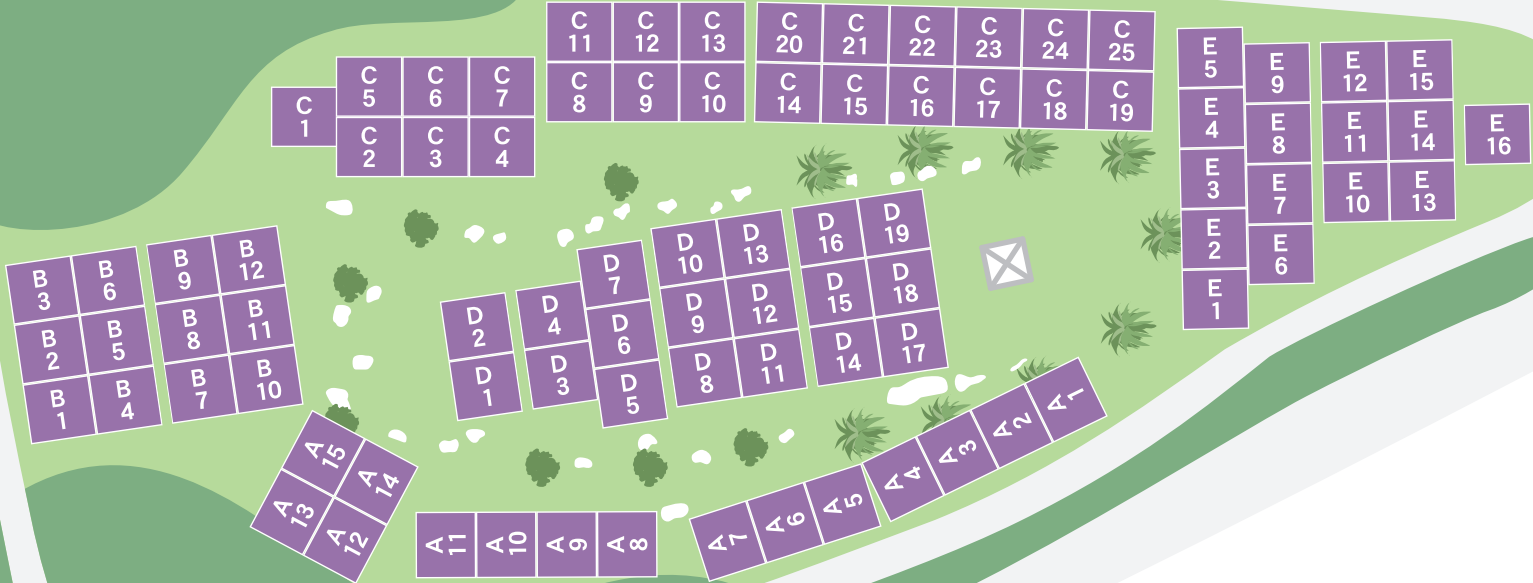 C 11
C 12
C 13
C 20
C 21
C 22
C 23
C 24
C 25
C 8
C 9
C 10
C 14
C 15
C 16
C 17
C 18
C 19
C 5
C 6
C 7
C 1
C 2
C 3
C 4
E 5
E 9
E 12
E 15
E 4
E 8
E 11
E 14
E 16
E 3
E 7
E 10
E 13
E 2
E 6
E 1
B 3
B 6
B 9
B 12
B 2
B 5
B 8
B 11
B 1
B 4
B 7
B 10
D 2
D 4
D 7
D 10
D 13
D 16
D 19
D 6
D 9
D 12
D 15
D 18
D 1
D 3
D 5
D 8
D 11
D 14
D 17
A 15
A 14
A 13
A 12
A 11
A 10
A 9
A 8
A 7
A 6
A 5
A 4
A 3
A 2
A 1